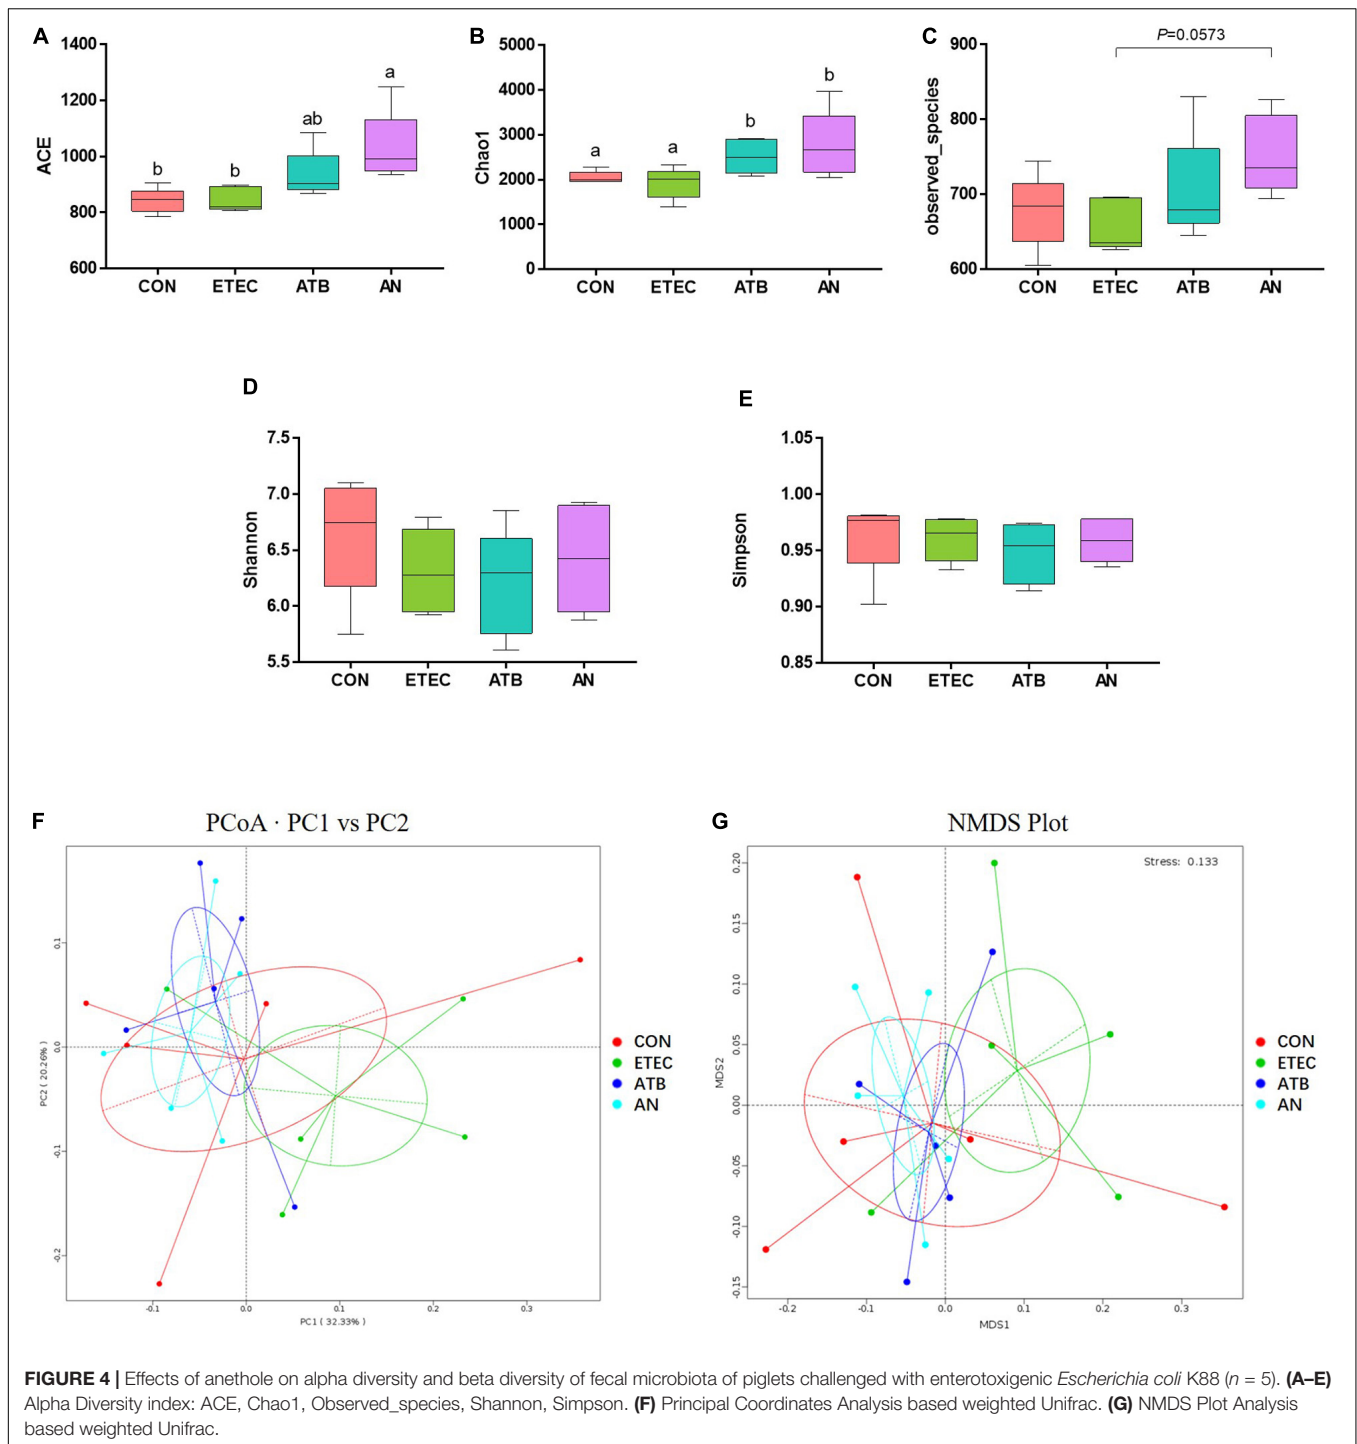 A
1400
1200
1000
800
600
ACE
b
b
ab
a
CON ETEC ATB AN
B
5000
4000
3000
2000
1000
0
Chao1
a
a
b
b
CON ETEC ATB AN
C
900
800
700
600
observed_species
P=0.0573
CON ETEC ATB AN
D
7.5
7.0
6.5
6.0
5.5
Shannon
CON ETEC ATB AN
E
1.05
1.00
0.95
0.90
0.85
Simpson
CON ETEC ATB AN
F
PCoA · PC1 vs PC2
0.1
0.0
-0.1
-0.2
PC2 ( 20.26% )
-0.1 0.0 0.1 0.2 0.3
PC1 ( 32.33% )
CON
ETEC
ATB
AN
G
NMDS Plot
Stress: 0.133
0.20
0.15
0.10
0.05
0.00
-0.05
-0.10
-0.15
MDS2
-0.2 -0.1 0.0 0.1 0.2 0.3
MDS1
CON
ETEC
ATB
AN
FIGURE 4 | Effects of anethole on alpha diversity and beta diversity of fecal microbiota of piglets challenged with enterotoxigenic Escherichia coli K88 (n = 5). (A–E)
Alpha Diversity index: ACE, Chao1, Observed_species, Shannon, Simpson. (F) Principal Coordinates Analysis based weighted Unifrac. (G) NMDS Plot Analysis
based weighted Unifrac.